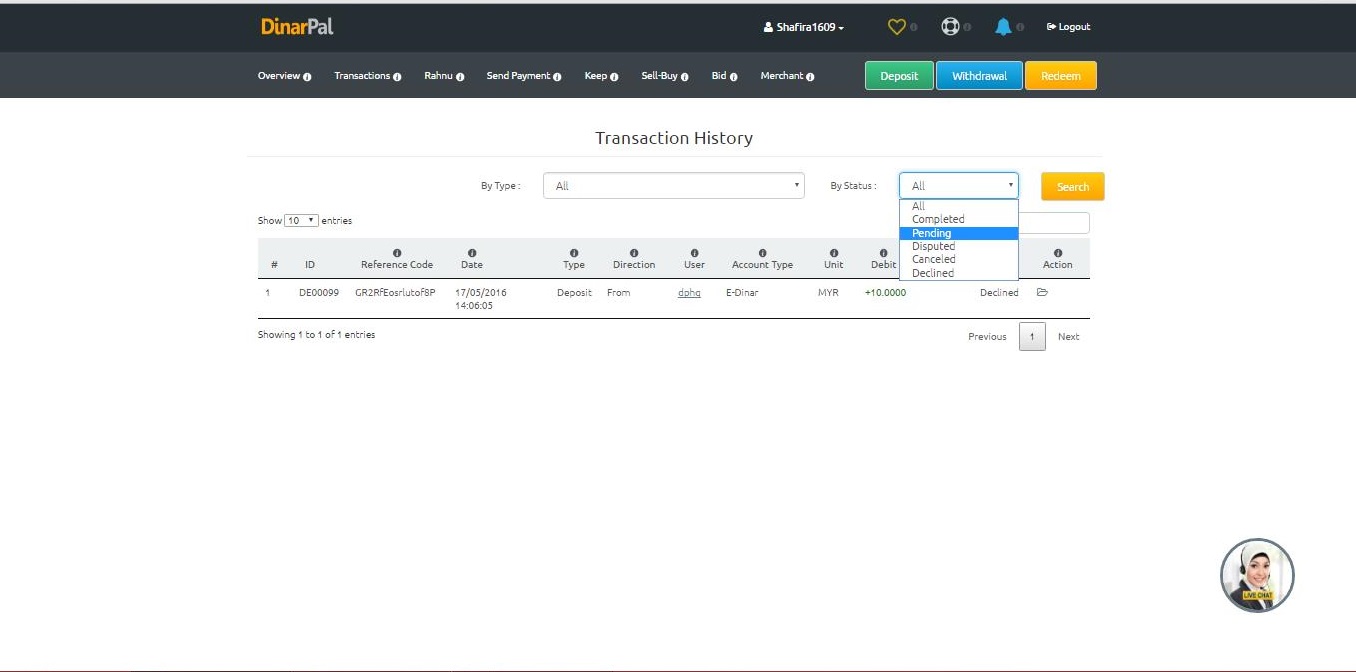 DinarPal
Shafira1609
Logout
Overview Transactions Rahnu Send Payment Keep Sell-Buy Bid Merchant Deposit Withdrawal Redeem
Transaction History
By Type : All By Status : All Search
All
Completed
Pending
Disputed
Canceled
Declined
Show 10 entries
# ID Reference Code Date Type Direction User Account Type Unit Debit Action
1 DE00099 GR2RfEosrlutof8P 17/05/2016 Deposit From dphq E-Dinar MYR +10.0000 Declined
14:06:05
Showing 1 to 1 of 1 entries
Previous 1 Next
LIVE CHAT